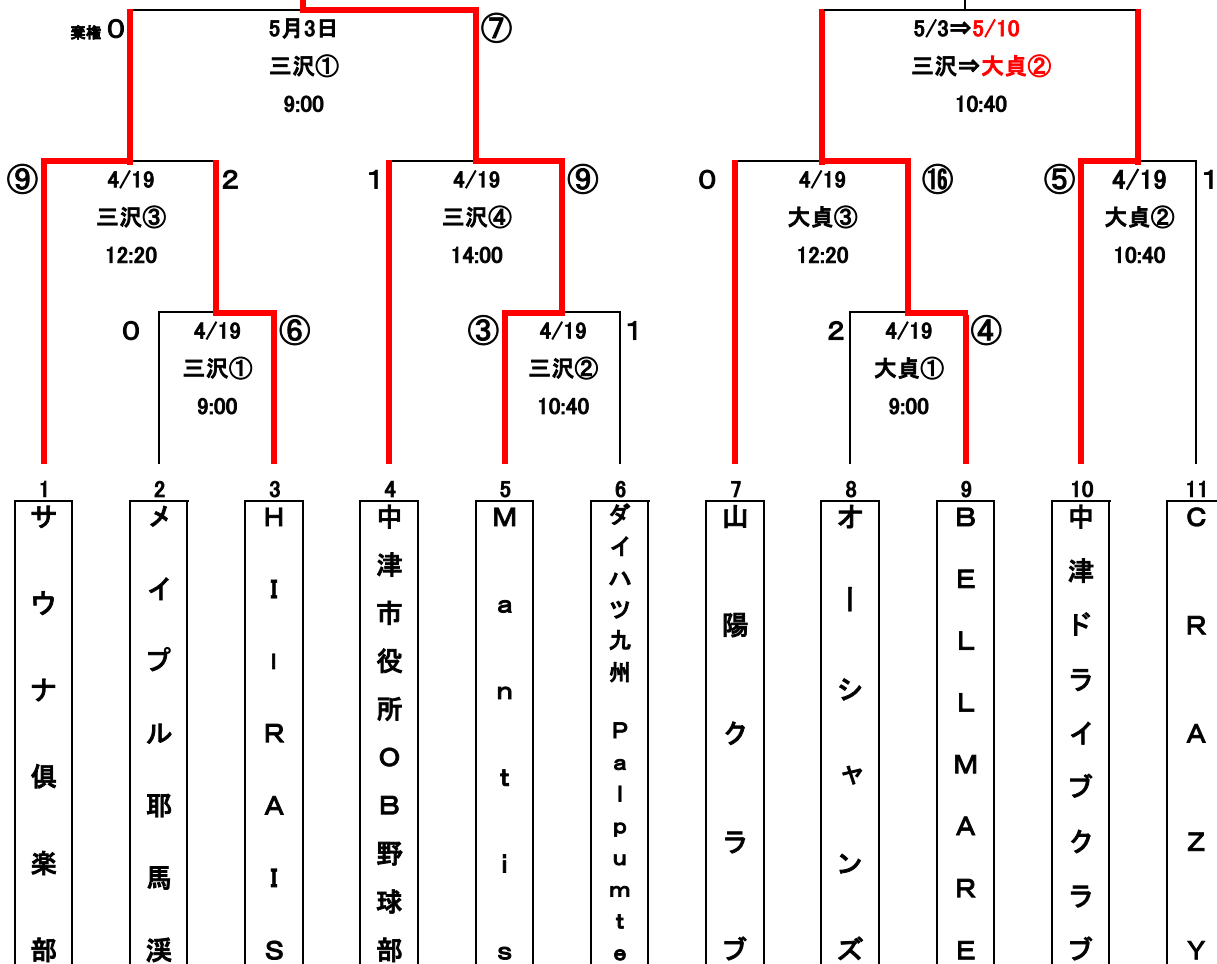 棄権 0 5月3日 ⑦ 5/3⇒5/10
三沢① 三沢⇒大貞②
9:00 10:40
⑨ 4/19 2 1 4/19 ⑨ 0 4/19 ⑯ ⑤ 4/19 1
三沢③ 三沢④ 大貞③ 大貞②
12:20 14:00 12:20 10:40
0 4/19 ⑥ ③ 4/19 1 2 4/19 ④
三沢① 三沢② 大貞①
9:00 10:40 9:00
1 2 3 4 5 6 7 8 9 10 11
サウナ倶楽部
メイプル耶馬渓
HIIRAIS
中津市役所OB野球部
Mantis
ダイハツ九州 Palpumte
山陽クラブ
オーシャンズ
BELLMARE
中津ドライブクラブ
CRAZY